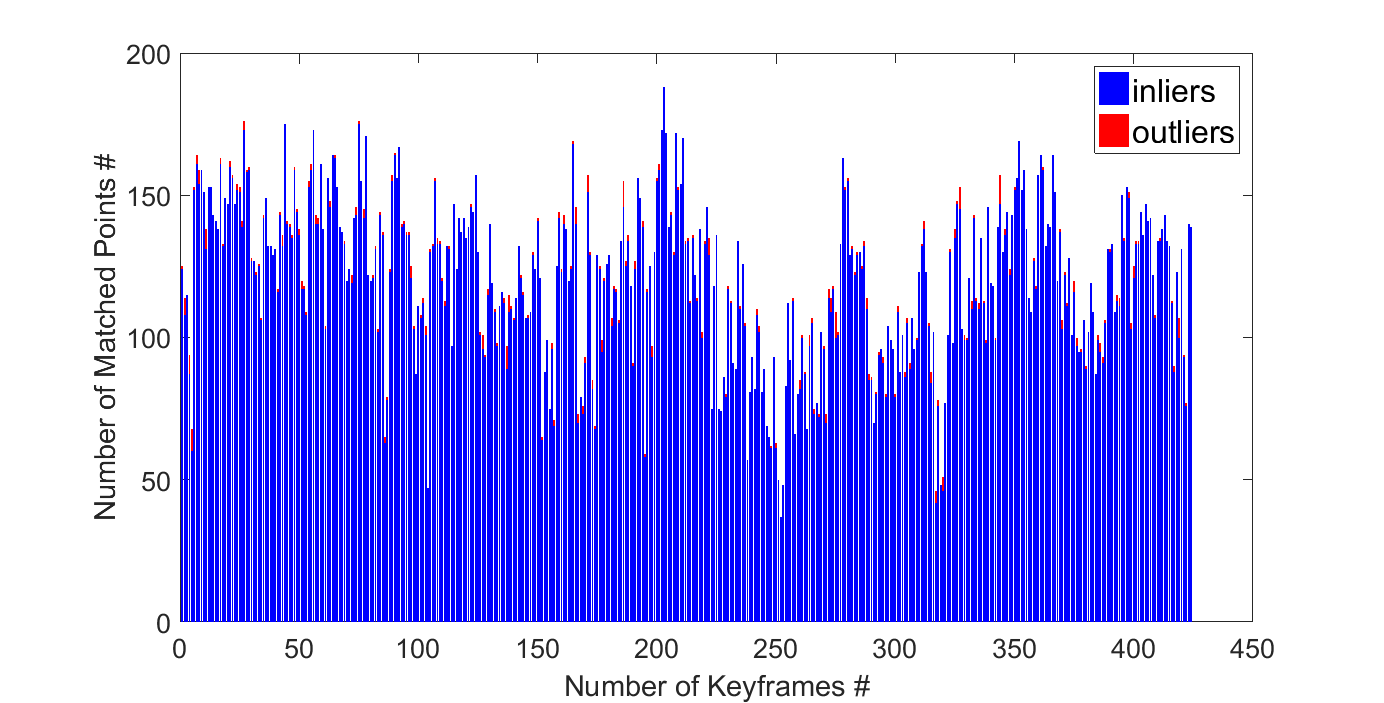 200
150
100
50
0
Number of Matched Points #
inliers
outliers
0 50 100 150 200 250 300 350 400 450
Number of Keyframes #